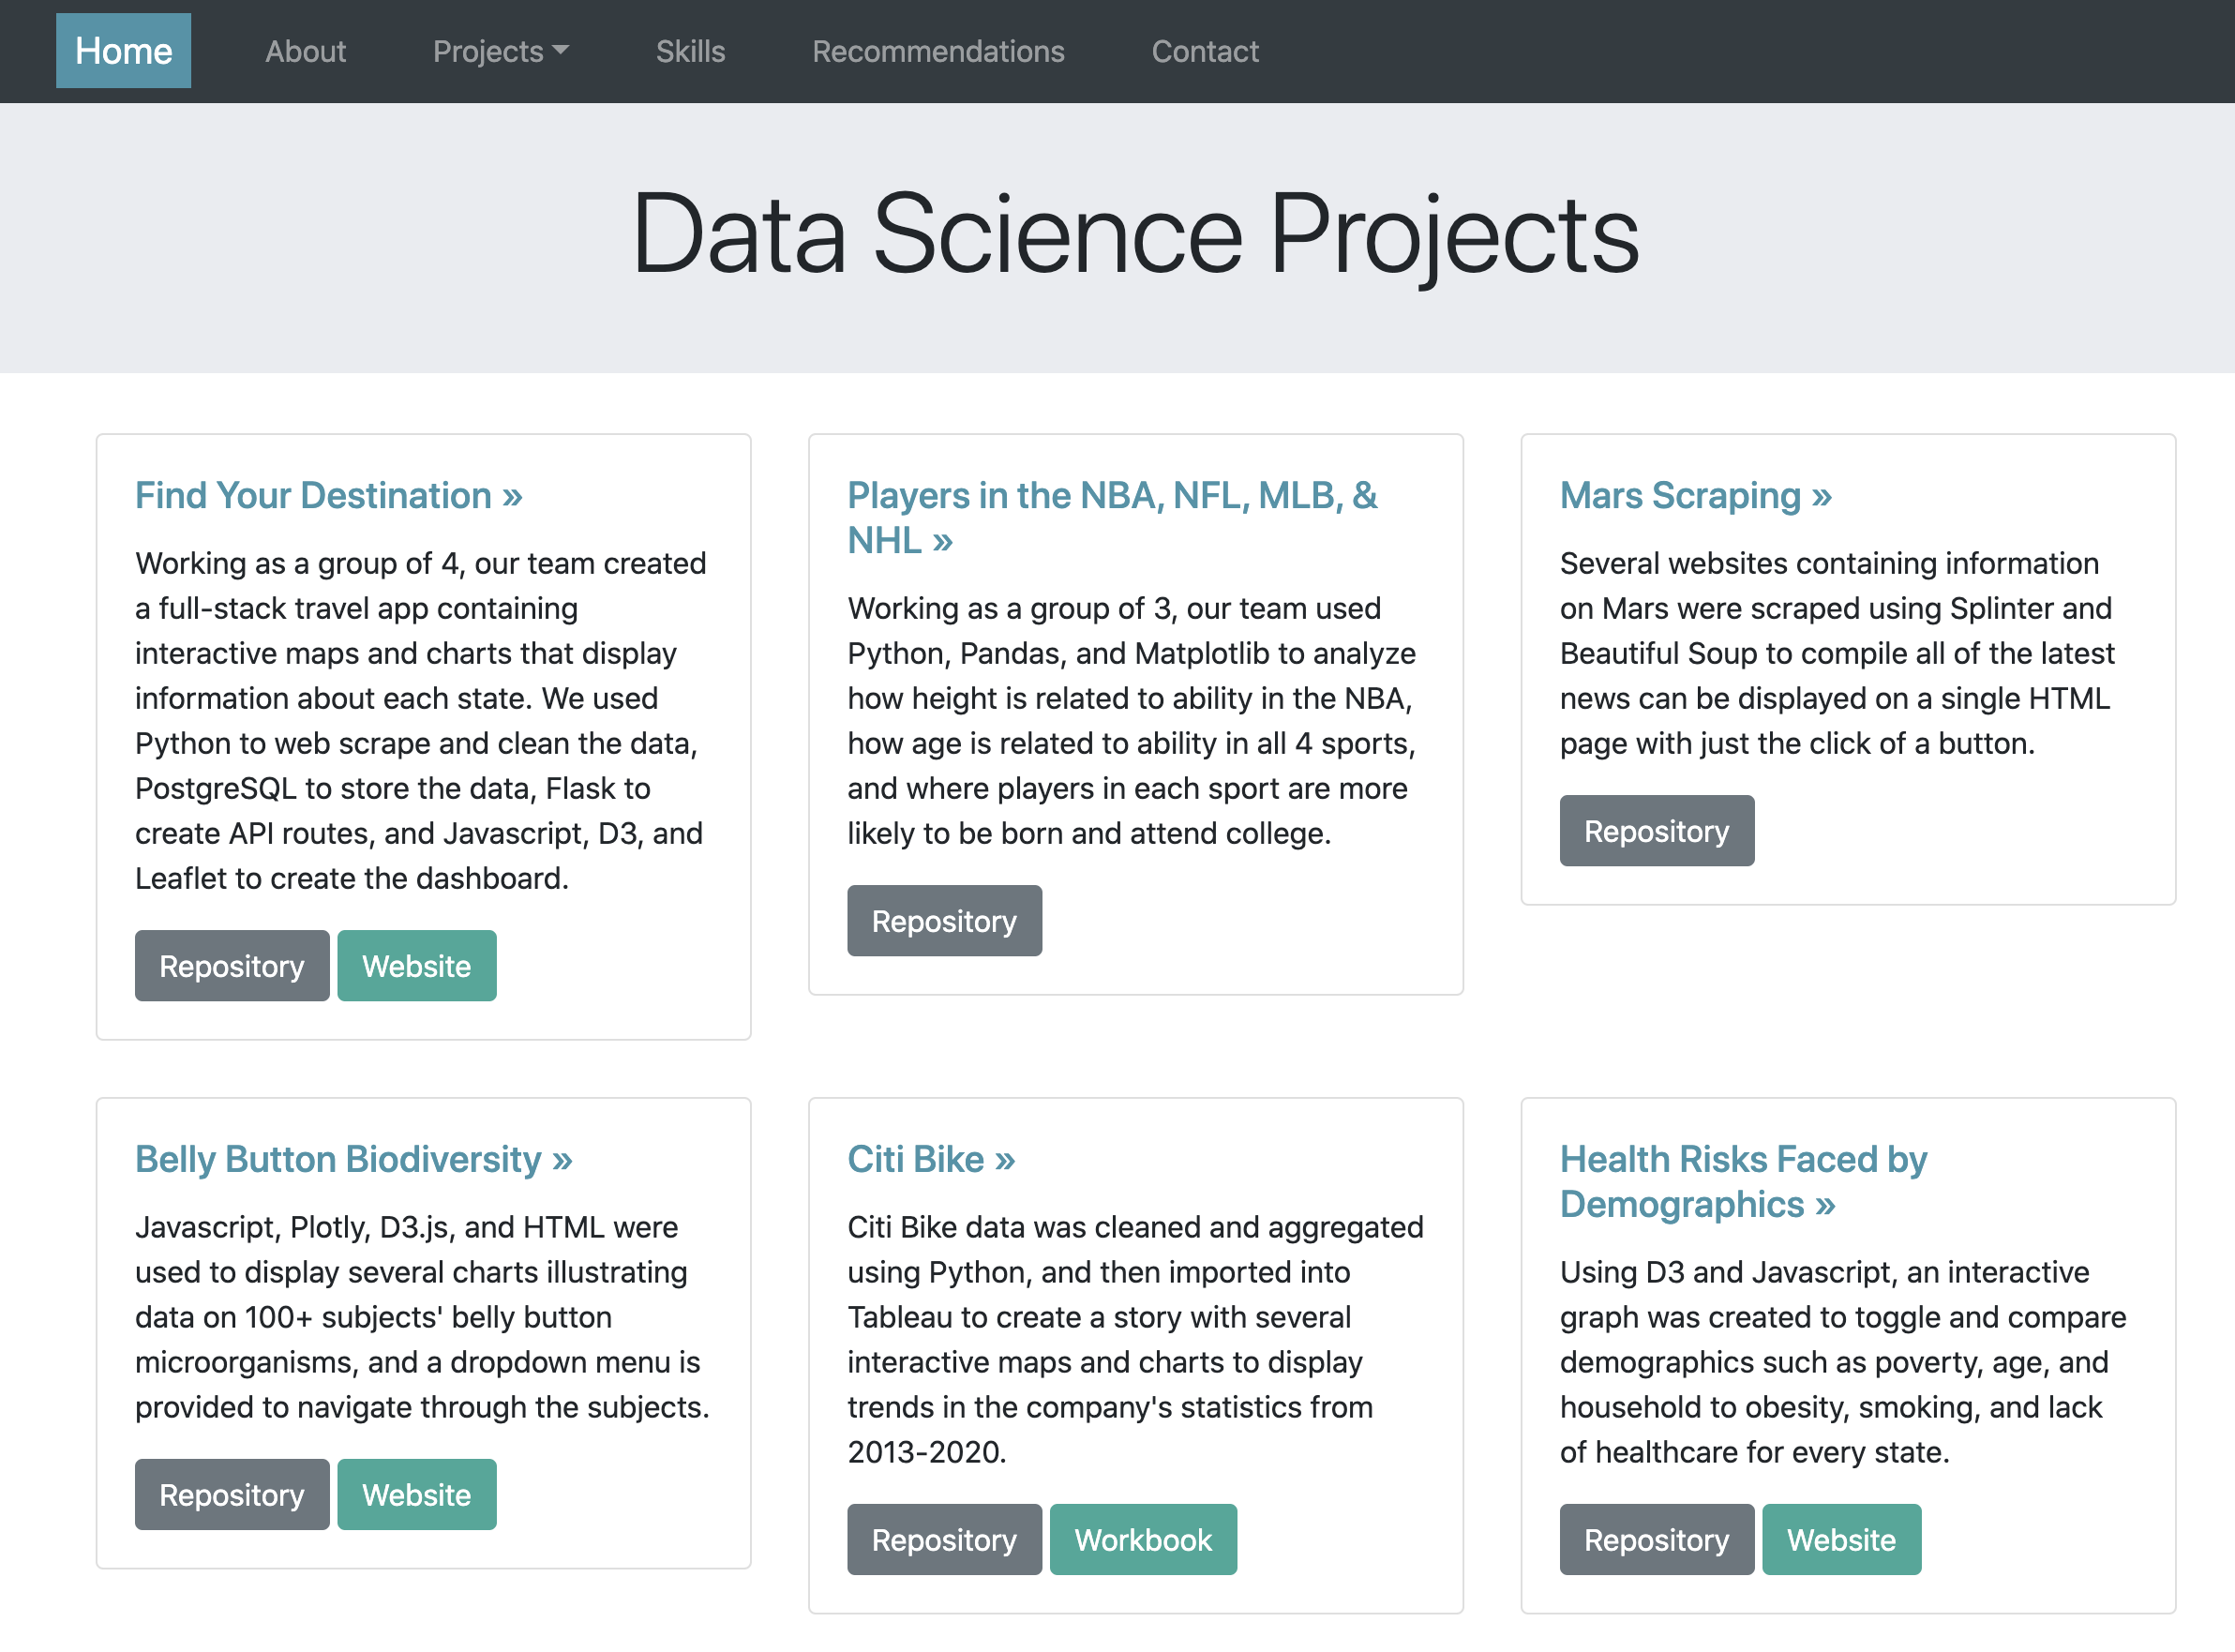 Home About Projects Skills Recommendations Contact
Data Science Projects
Find Your Destination »
Working as a group of 4, our team created
a full-stack travel app containing
interactive maps and charts that display
information about each state. We used
Python to web scrape and clean the data,
PostgreSQL to store the data, Flask to
create API routes, and Javascript, D3, and
Leaflet to create the dashboard.
Repository Website
Players in the NBA, NFL, MLB, &
NHL »
Working as a group of 3, our team used
Python, Pandas, and Matplotlib to analyze
how height is related to ability in the NBA,
how age is related to ability in all 4 sports,
and where players in each sport are more
likely to be born and attend college.
Repository
Mars Scraping »
Several websites containing information
on Mars were scraped using Splinter and
Beautiful Soup to compile all of the latest
news can be displayed on a single HTML
page with just the click of a button.
Repository
Belly Button Biodiversity »
Javascript, Plotly, D3.js, and HTML were
used to display several charts illustrating
data on 100+ subjects' belly button
microorganisms, and a dropdown menu is
provided to navigate through the subjects.
Repository Website
Citi Bike »
Citi Bike data was cleaned and aggregated
using Python, and then imported into
Tableau to create a story with several
interactive maps and charts to display
trends in the company's statistics from
2013-2020.
Repository Workbook
Health Risks Faced by
Demographics »
Using D3 and Javascript, an interactive
graph was created to toggle and compare
demographics such as poverty, age, and
household to obesity, smoking, and lack
of healthcare for every state.
Repository Website